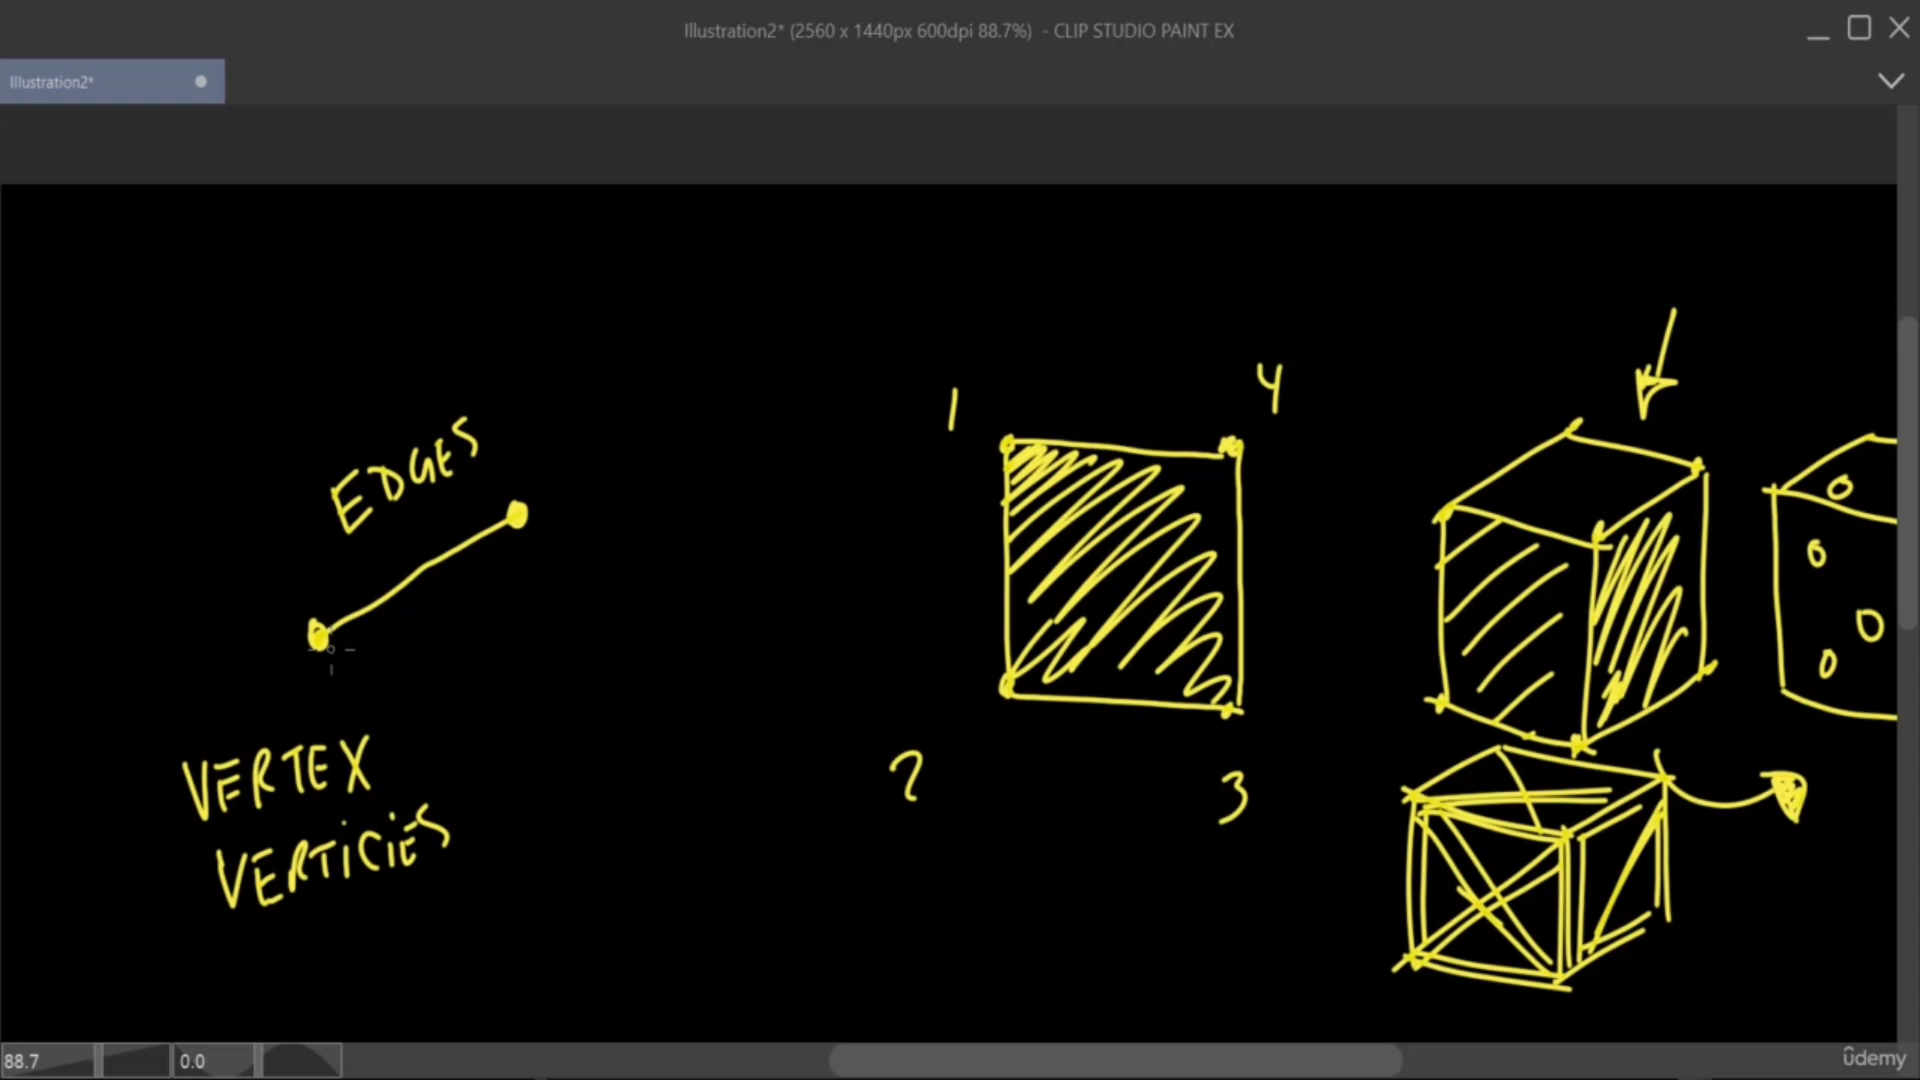 Illustration2* (2560 x 1440px 600dpi 88.7%) - CLIP STUDIO PAINT EX
Illustration2*
EDGES
VERTEX
VERTICIES
1
4
2
3
88.7
0.0
ûdemy